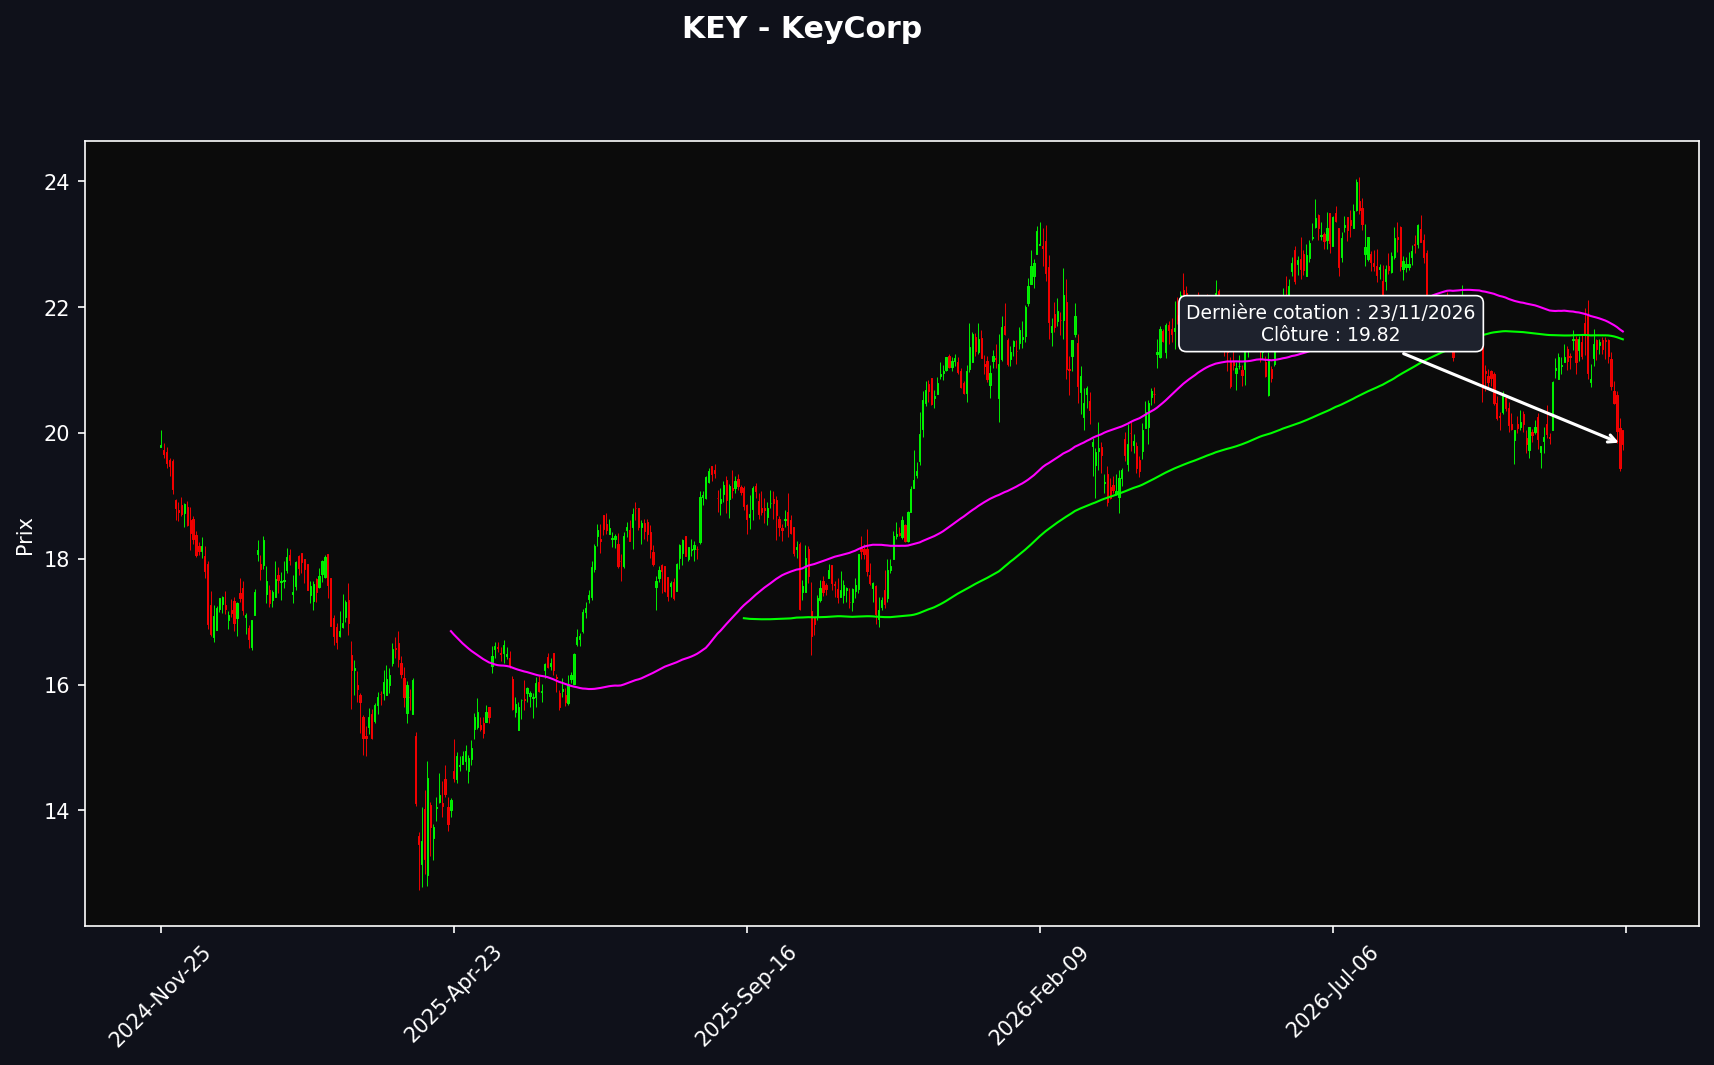 KEY - KeyCorp
Prix
24
22
20
18
16
14
Dernière cotation : 23/11/2026
Clôture : 19.82
2024-Nov-25
2025-Apr-23
2025-Sep-16
2026-Feb-09
2026-Jul-06